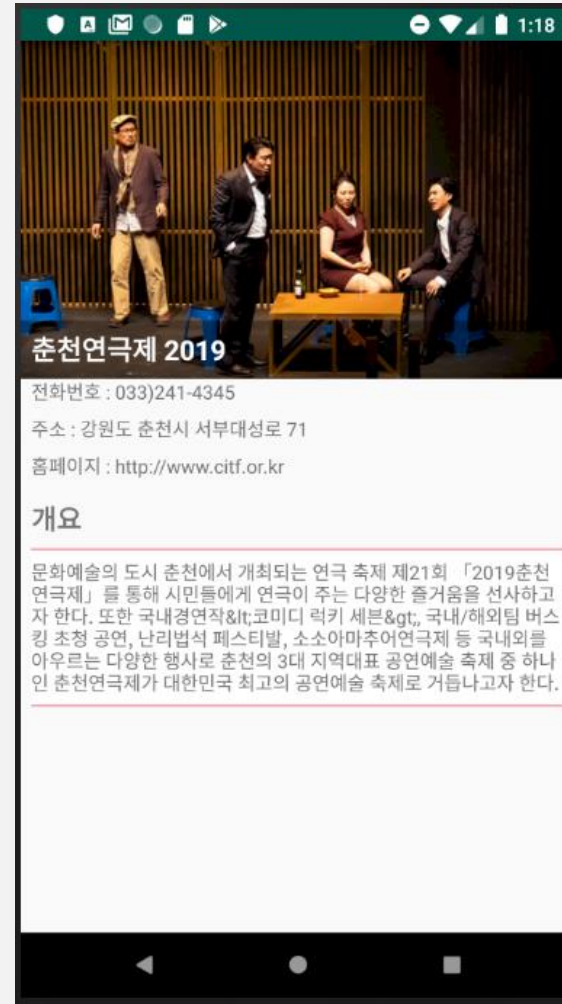 1:18
춘천연극제 2019
전화번호 : 033)241-4345
주소 : 강원도 춘천시 서부대성로 71
홈페이지 : http://www.citf.or.kr
개요
문화예술의 도시 춘천에서 개최되는 연극 축제 제21회 「2019춘천
연극제」를 통해 시민들에게 연극이 주는 다양한 즐거움을 선사하고
자 한다. 또한 국내경연작&lt;코미디 럭키 세븐&gt;, 국내/해외팀 버스
킹 초청 공연, 난리법석 페스티발, 소소아마추어연극제 등 국내외를
아우르는 다양한 행사로 춘천의 3대 지역대표 공연예술 축제 중 하나
인 춘천연극제가 대한민국 최고의 공연예술 축제로 거듭나고자 한다.